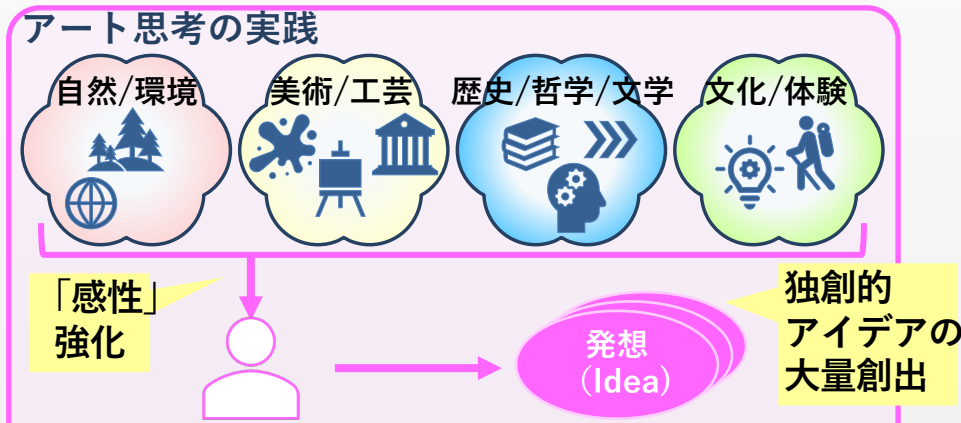 アート思考の実践
自然/環境
美術/工芸
歴史/哲学/文学
文化/体験
「感性」
強化
発想
（Idea）
独創的
アイデアの
大量創出